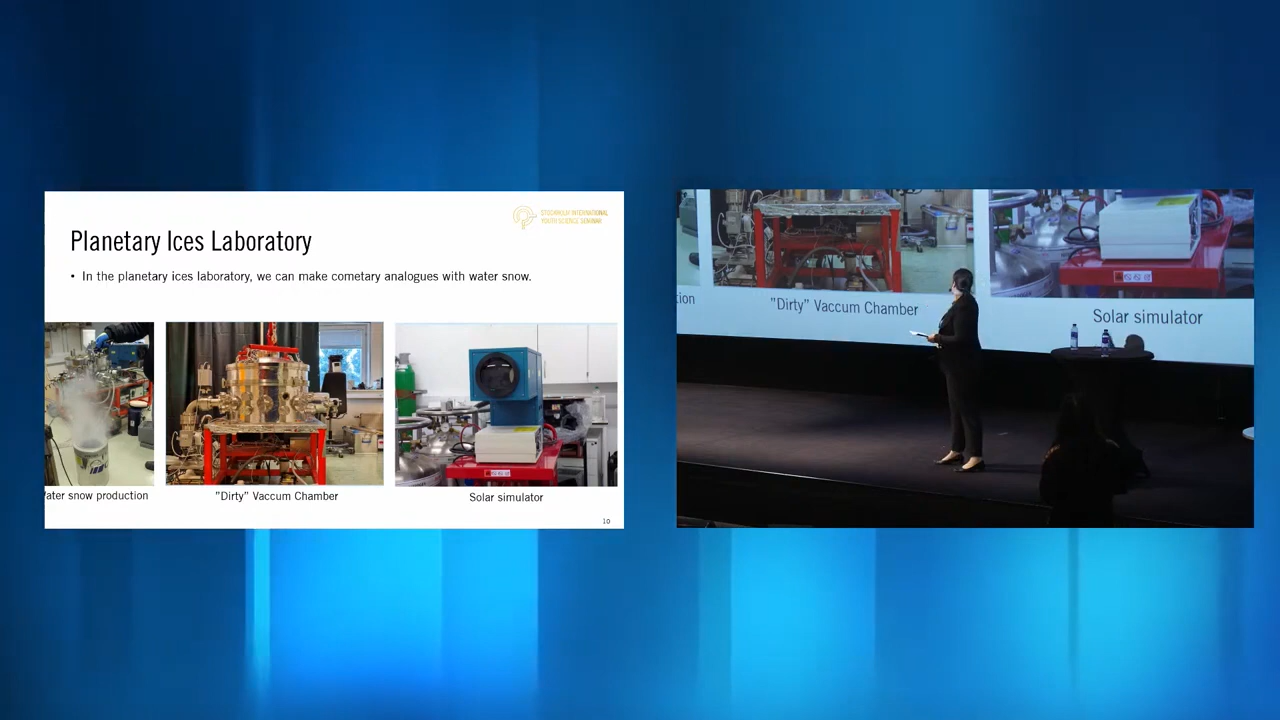 STOCKHOLM INTERNATIONAL
YOUTH SCIENCE SEMINAR
Planetary Ices Laboratory
• In the planetary ices laboratory, we can make cometary analogues with water snow.
ater snow production
"Dirty" Vaccum Chamber
Solar simulator
10
tion
"Dirty" Vaccum Chamber
Solar simulator